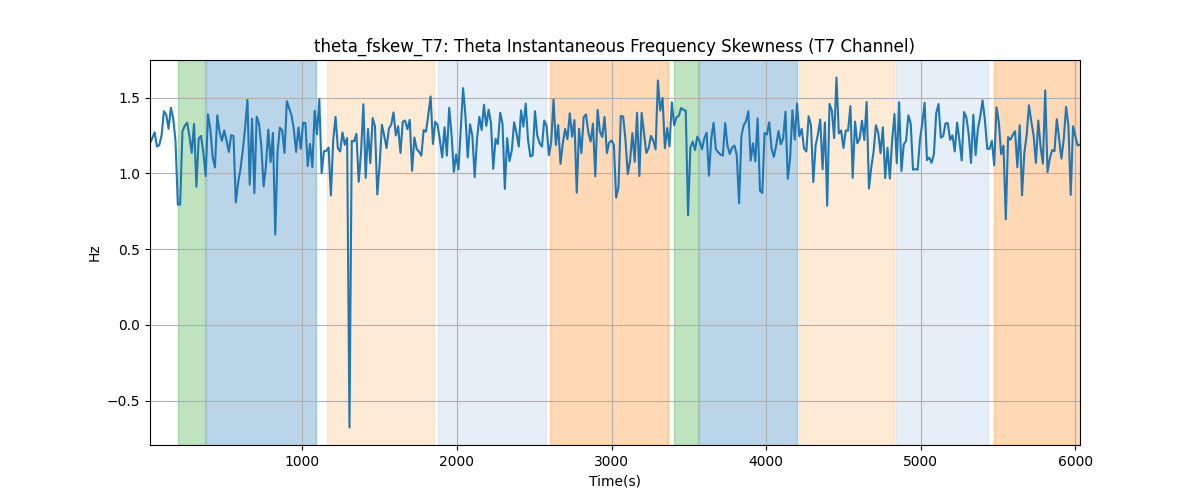 theta_fskew_T7: Theta Instantaneous Frequency Skewness (T7 Channel)
1.5
1.0
0.5
0.0
−0.5
Hz
1000 2000 3000 4000 5000 6000
Time(s)